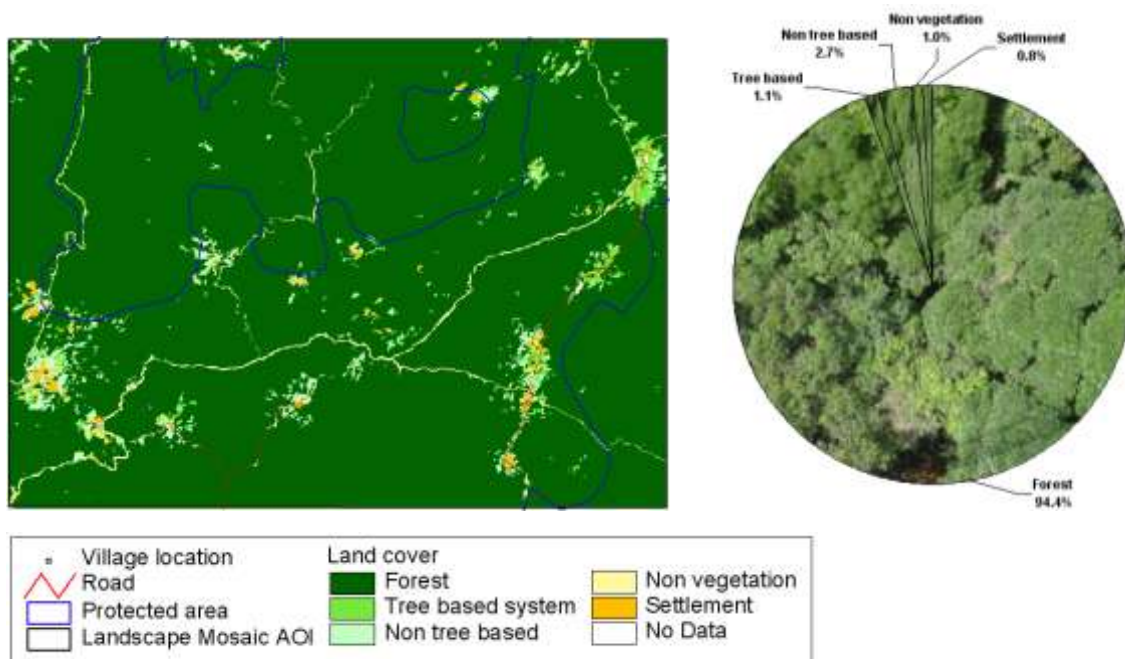 Non vegetation
1.0%
Non tree based
2.7%
Settlement
0.8%
Tree based
1.1%
Forest
94.4%
Village location
Road
Protected area
Landscape Mosaic AOI
Land cover
Forest
Tree based system
Non tree based
Non vegetation
Settlement
No Data